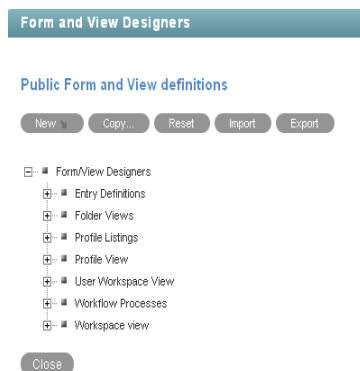 Form and View Designers
Public Form and View definitions
New Copy... Reset Import Export
Form/View Designers
Entry Definitions
Folder Views
Profile Listings
Profile View
User Workspace View
Workflow Processes
Workspace view
Close